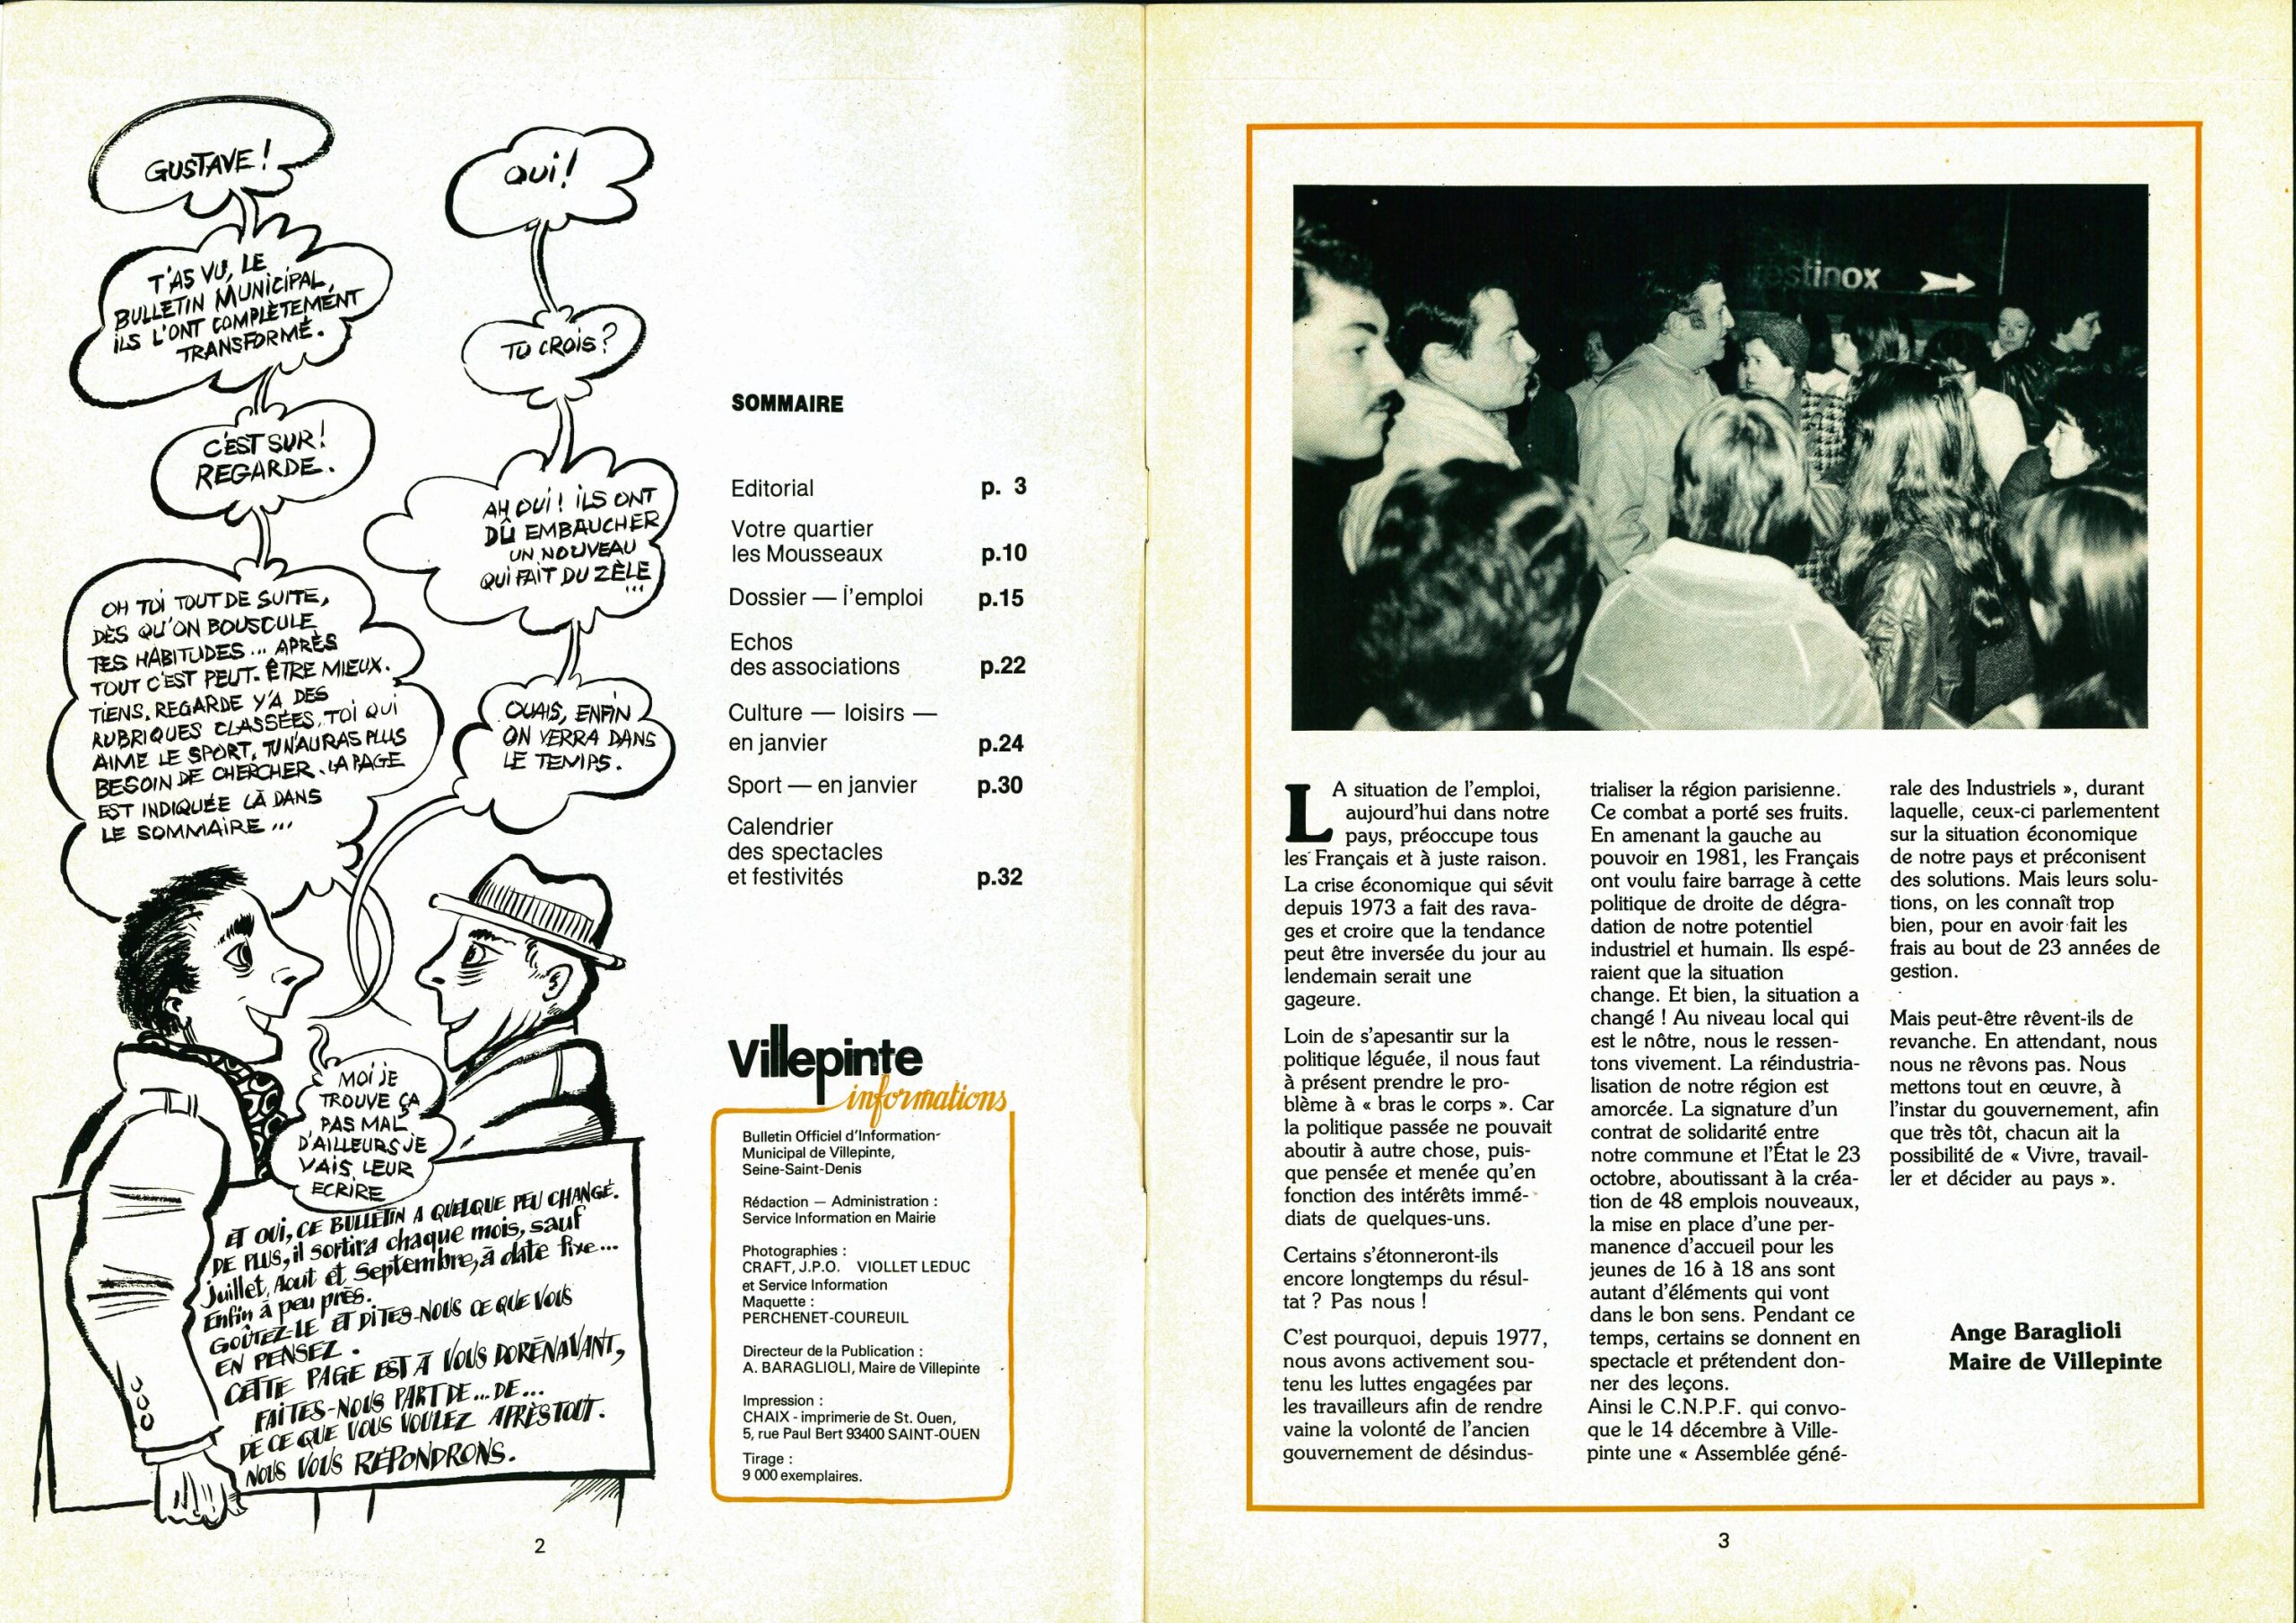 GUSTAVE !
OUI !
T'AS VU, LE
BULLETIN MUNICIPAL,
ILS L'ONT COMPLÈTEMENT
TRANSFORMÉ.
TU CROIS ?
C'EST SUR !
REGARDE.
AH OUI ! ILS ONT
DÛ EMBAUCHER
UN NOUVEAU
QUI FAIT DU ZÈLE
...
OH TOI TOUT DE SUITE,
DÈS QU'ON BOUSCULE
TES HABITUDES... APRÈS
TOUT C'EST PEUT-ÊTRE MIEUX.
TIENS, REGARDE Y'A DES
RUBRIQUES CLASSÉES, TOI QUI
AIME LE SPORT, TU N'AURAS PLUS
BESOIN DE CHERCHER. LA PAGE
EST INDIQUÉE LÀ DANS
LE SOMMAIRE...
OUAIS, ENFIN
ON VERRA DANS
LE TEMPS.
MOI JE
TROUVE ÇA
PAS MAL
D'AILLEURS JE
VAIS LEUR
ECRIRE
ET OUI, CE BULLETIN A QUELQUE PEU CHANGÉ.
DE PLUS, il sortira chaque mois, sauf
Juillet, Aout et Septembre, à date fixe...
Enfin à peu près.
GOÛTEZ-LE ET DITES-NOUS CE QUE VOUS
EN PENSEZ.
CETTE PAGE EST À VOUS DORÉNAVANT,
FAITES-NOUS PART DE... DE...
DE CE QUE VOUS VOULEZ APRÈS TOUT.
NOUS VOUS RÉPONDRONS.
SOMMAIRE
Editorial p. 3
Votre quartier
les Mousseaux p.10
Dossier — l'emploi p.15
Echos
des associations p.22
Culture — loisirs —
en janvier p.24
Sport — en janvier p.30
Calendrier
des spectacles
et festivités p.32
Villepinte
informations
Bulletin Officiel d'Information-
Municipal de Villepinte,
Seine-Saint-Denis
Rédaction — Administration :
Service Information en Mairie
Photographies :
CRAFT, J.P.O. VIOLLET LEDUC
et Service Information
Maquette :
PERCHENET-COUREUIL
Directeur de la Publication :
A. BARAGLIOLI, Maire de Villepinte
Impression :
CHAIX - imprimerie de St. Ouen,
5, rue Paul Bert 93400 SAINT-OUEN
Tirage :
9 000 exemplaires.
2
estinox
LA situation de l'emploi,
aujourd'hui dans notre
pays, préoccupe tous
les Français et à juste raison.
La crise économique qui sévit
depuis 1973 a fait des rava-
ges et croire que la tendance
peut être inversée du jour au
lendemain serait une
gageure.
Loin de s'apesantir sur la
politique léguée, il nous faut
à présent prendre le pro-
blème à « bras le corps ». Car
la politique passée ne pouvait
aboutir à autre chose, puis-
que pensée et menée qu'en
fonction des intérêts immé-
diats de quelques-uns.
Certains s'étonneront-ils
encore longtemps du résul-
tat ? Pas nous !
C'est pourquoi, depuis 1977,
nous avons activement sou-
tenu les luttes engagées par
les travailleurs afin de rendre
vaine la volonté de l'ancien
gouvernement de désindus-
trialiser la région parisienne.
Ce combat a porté ses fruits.
En amenant la gauche au
pouvoir en 1981, les Français
ont voulu faire barrage à cette
politique de droite de dégra-
dation de notre potentiel
industriel et humain. Ils espé-
raient que la situation
change. Et bien, la situation a
changé ! Au niveau local qui
est le nôtre, nous le ressen-
tons vivement. La réindustria-
lisation de notre région est
amorcée. La signature d'un
contrat de solidarité entre
notre commune et l'État le 23
octobre, aboutissant à la créa-
tion de 48 emplois nouveaux,
la mise en place d'une per-
manence d'accueil pour les
jeunes de 16 à 18 ans sont
autant d'éléments qui vont
dans le bon sens. Pendant ce
temps, certains se donnent en
spectacle et prétendent don-
ner des leçons.
Ainsi le C.N.P.F. qui convo-
que le 14 décembre à Ville-
pinte une « Assemblée géné-
rale des Industriels », durant
laquelle, ceux-ci parlementent
sur la situation économique
de notre pays et préconisent
des solutions. Mais leurs solu-
tions, on les connaît trop
bien, pour en avoir fait les
frais au bout de 23 années de
gestion.
Mais peut-être rêvent-ils de
revanche. En attendant, nous
nous ne rêvons pas. Nous
mettons tout en œuvre, à
l'instar du gouvernement, afin
que très tôt, chacun ait la
possibilité de « Vivre, travail-
ler et décider au pays ».
Ange Baraglioli
Maire de Villepinte
3